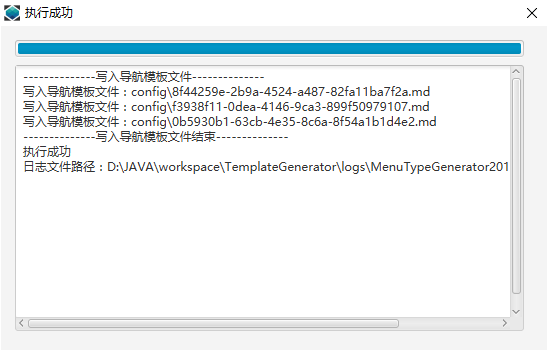 执行成功
--------------写入导航模板文件--------------
写入导航模板文件：config\8f44259e-2b9a-4524-a487-82fa11ba7f2a.md
写入导航模板文件：config\f3938f11-0dea-4146-9ca3-899f50979107.md
写入导航模板文件：config\0b5930b1-63cb-4e35-8c6a-8f54a1b1d4e2.md
--------------写入导航模板文件结束--------------
执行成功
日志文件路径：D:\JAVA\workspace\TemplateGenerator\logs\MenuTypeGenerator201